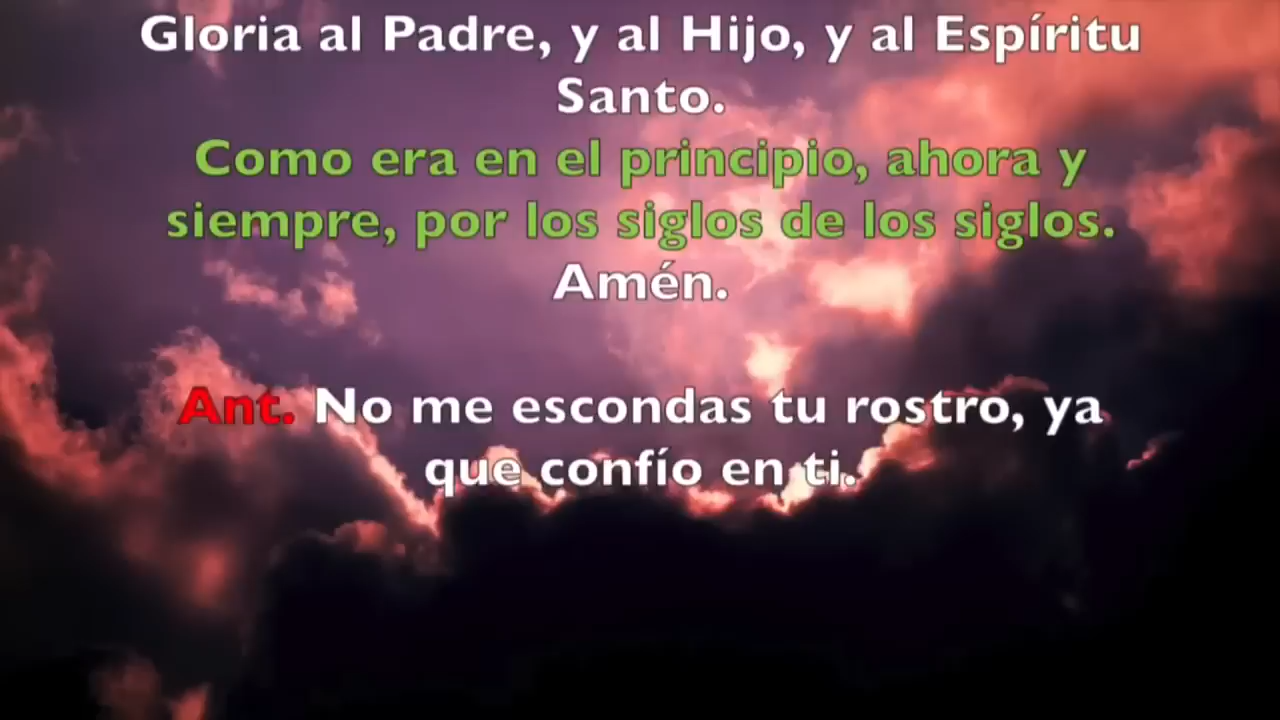 Gloria al Padre, y al Hijo, y al Espíritu
Santo.
Como era en el principio, ahora y
siempre, por los siglos de los siglos.
Amén.
Ant. No me escondas tu rostro, ya
que confío en ti.